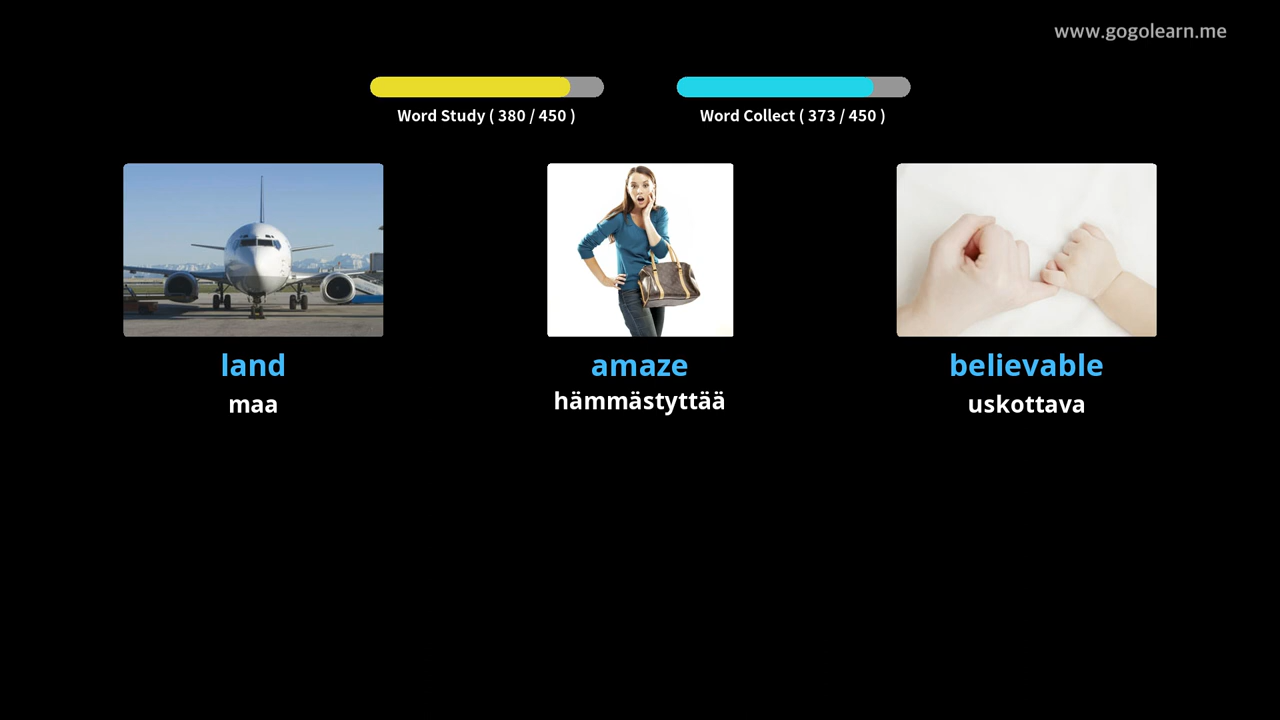 www.gogolearn.me
Word Study ( 380 / 450 )
Word Collect ( 373 / 450 )
land
maa
amaze
hämmästyttää
believable
uskottava